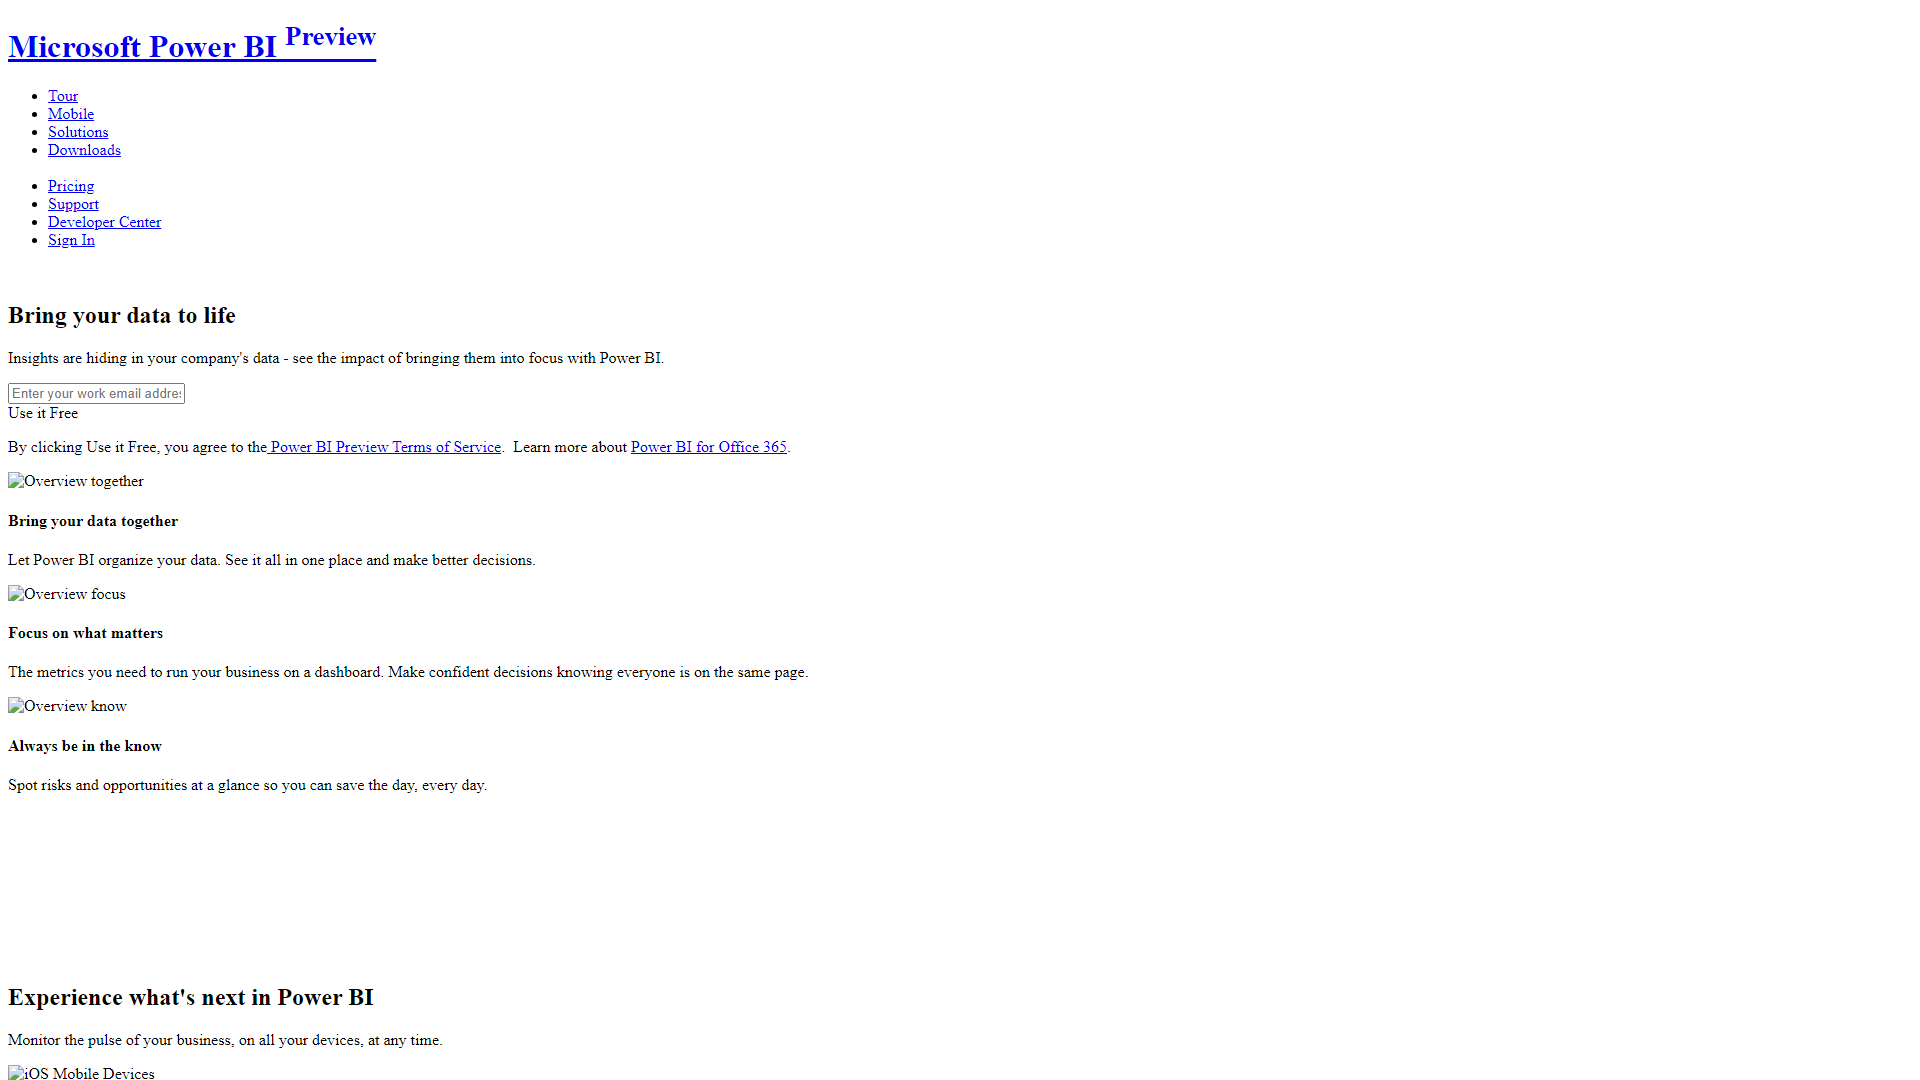 Microsoft Power BI Preview
Tour
Mobile
Solutions
Downloads
Pricing
Support
Developer Center
Sign In
Bring your data to life
Insights are hiding in your company's data - see the impact of bringing them into focus with Power BI.
Enter your work email addres
Use it Free
By clicking Use it Free, you agree to the Power BI Preview Terms of Service.  Learn more about Power BI for Office 365.
Overview together
Bring your data together
Let Power BI organize your data. See it all in one place and make better decisions.
Overview focus
Focus on what matters
The metrics you need to run your business on a dashboard. Make confident decisions knowing everyone is on the same page.
Overview know
Always be in the know
Spot risks and opportunities at a glance so you can save the day, every day.
Experience what's next in Power BI
Monitor the pulse of your business, on all your devices, at any time.
iOS Mobile Devices